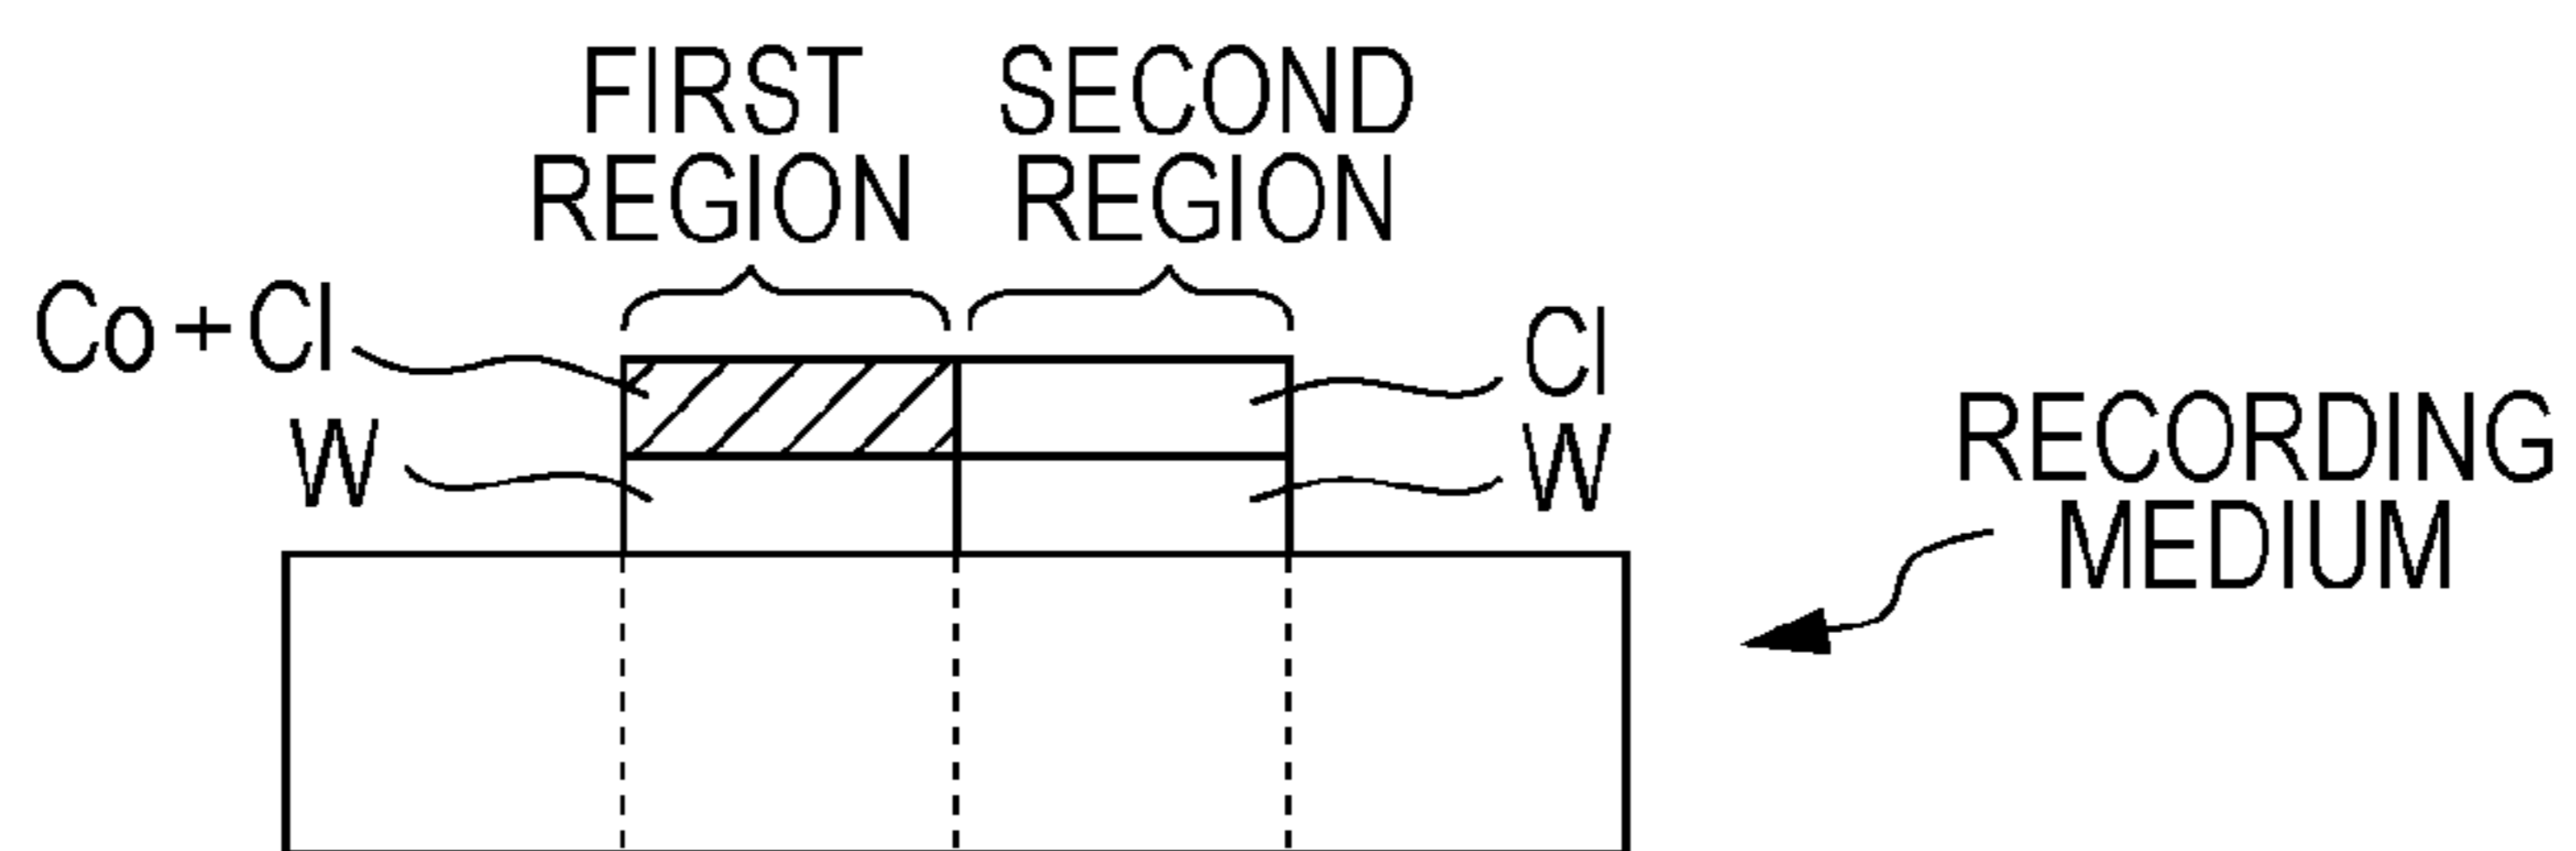 FIRST
REGION
SECOND
REGION
Co+Cl
W
Cl
W
RECORDING
MEDIUM